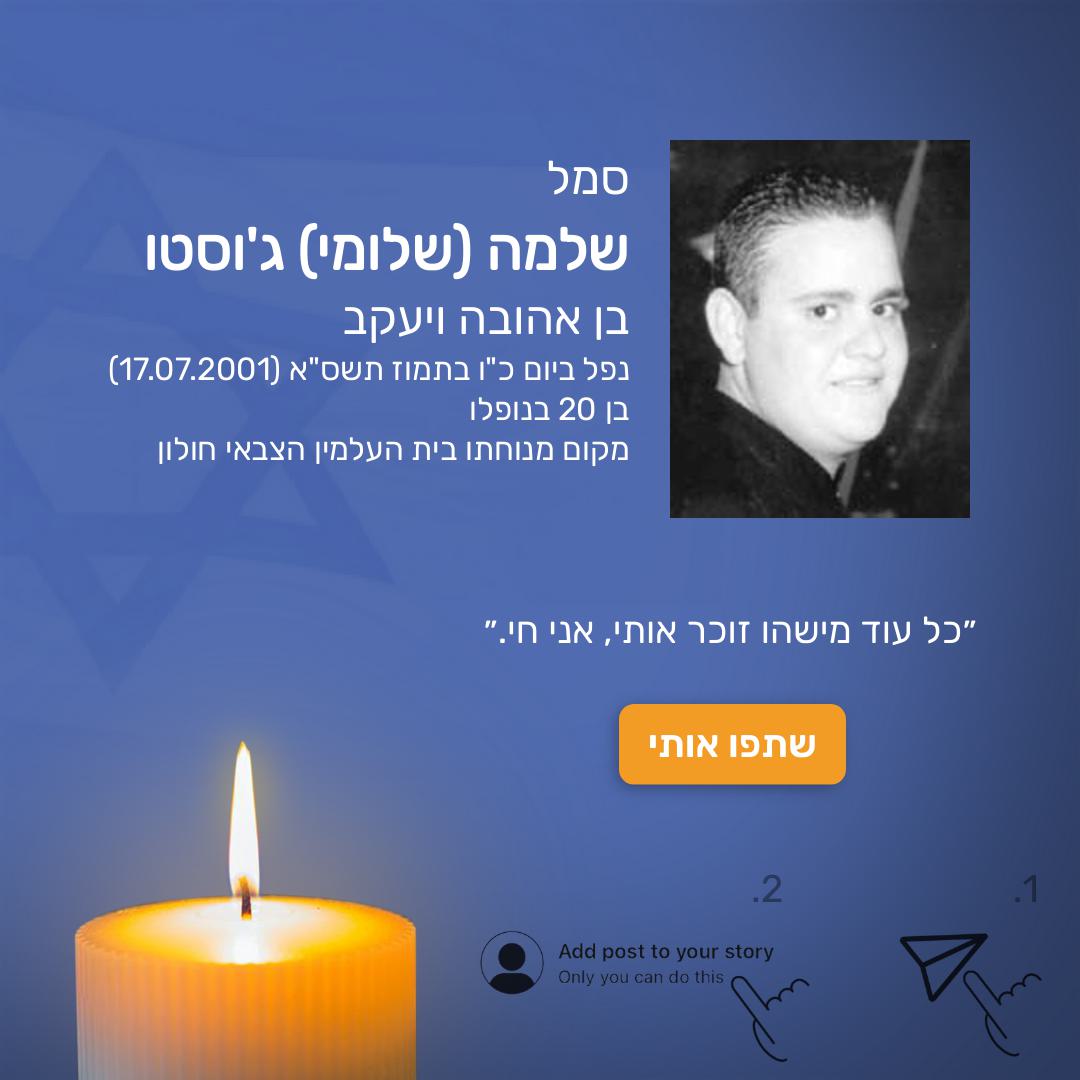 סמל
שלמה (שלומי) ג'וסטו
בן אהובה ויעקב
נפל ביום כ"ו בתמוז תשס"א (17.07.2001)
בן 20 בנופלו
מקום מנוחתו בית העלמין הצבאי חולון
״כל עוד מישהו זוכר אותי, אני חי.״
שתפו אותי
1.
2.
Add post to your story
Only you can do this